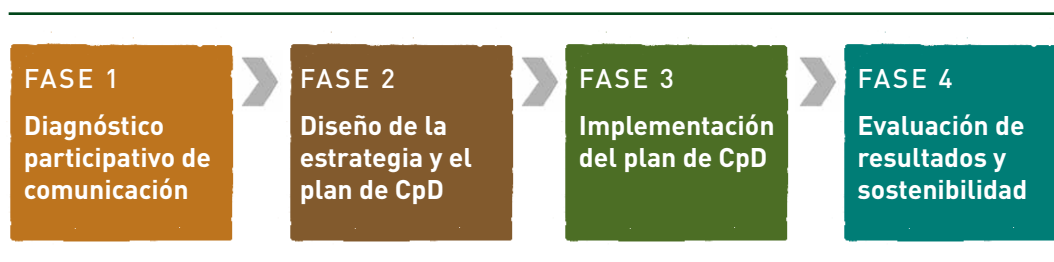 FASE 1
Diagnóstico
participativo de
comunicación
FASE 2
Diseño de la
estrategia y el
plan de CpD
FASE 3
Implementación
del plan de CpD
FASE 4
Evaluación de
resultados y
sostenibilidad